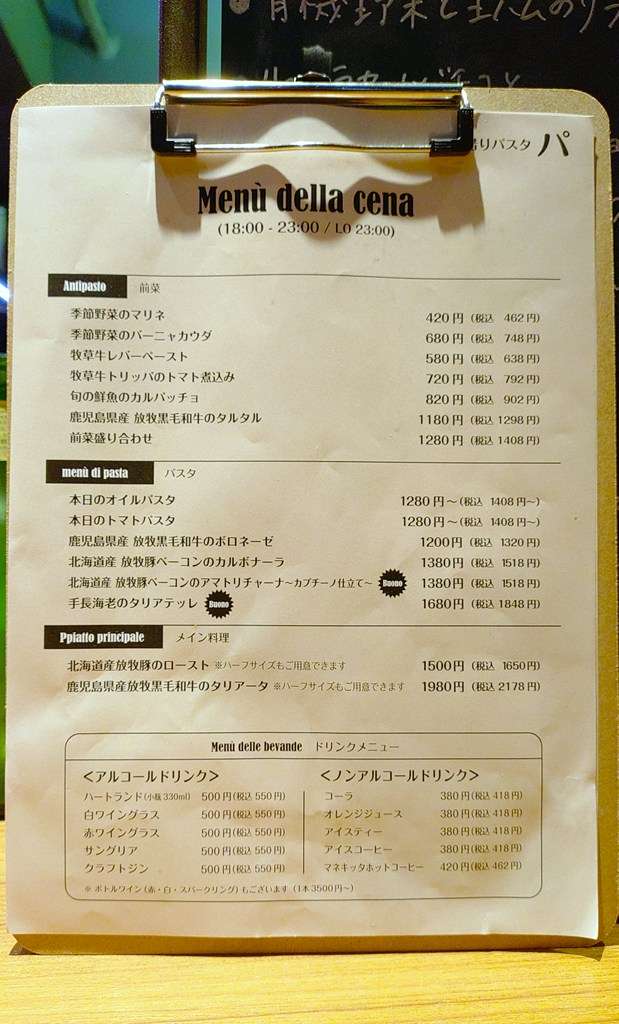 パスタ パ
Menù della cena
(18:00 - 23:00 / LO 23:00)
Antipasto 前菜
季節野菜のマリネ 420円(税込 462円)
季節野菜のバーニャカウダ 680円(税込 748円)
牧草牛レバーペースト 580円(税込 638円)
牧草牛トリッパのトマト煮込み 720円(税込 792円)
旬の鮮魚のカルパッチョ 820円(税込 902円)
鹿児島県産 放牧黒毛和牛のタルタル 1180円(税込 1298円)
前菜盛り合わせ 1280円(税込 1408円)
menù di pasta パスタ
本日のオイルパスタ 1280円～(税込 1408円～)
本日のトマトパスタ 1280円～(税込 1408円～)
鹿児島県産 放牧黒毛和牛のボロネーゼ 1200円(税込 1320円)
北海道産 放牧豚ベーコンのカルボナーラ 1380円(税込 1518円)
北海道産 放牧豚ベーコンのアマトリチャーナ～カプチーノ仕立て～ Buono 1380円(税込 1518円)
手長海老のタリアテッレ Buono 1680円(税込 1848円)
Ppiatto principale メイン料理
北海道産放牧豚のロースト ※ハーフサイズもご用意できます 1500円(税込 1650円)
鹿児島県産放牧黒毛和牛のタリアータ ※ハーフサイズもご用意できます 1980円(税込 2178円)
Menù delle bevande ドリンクメニュー
＜アルコールドリンク＞
ハートランド(小瓶330ml) 500円(税込 550円)
白ワイングラス 500円(税込 550円)
赤ワイングラス 500円(税込 550円)
サングリア 500円(税込 550円)
クラフトジン 500円(税込 550円)
＜ノンアルコールドリンク＞
コーラ 380円(税込 418円)
オレンジジュース 380円(税込 418円)
アイスティー 380円(税込 418円)
アイスコーヒー 380円(税込 418円)
マネキッタホットコーヒー 420円(税込 462円)
※ ボトルワイン(赤・白・スパークリング)もございます(1本3500円～)